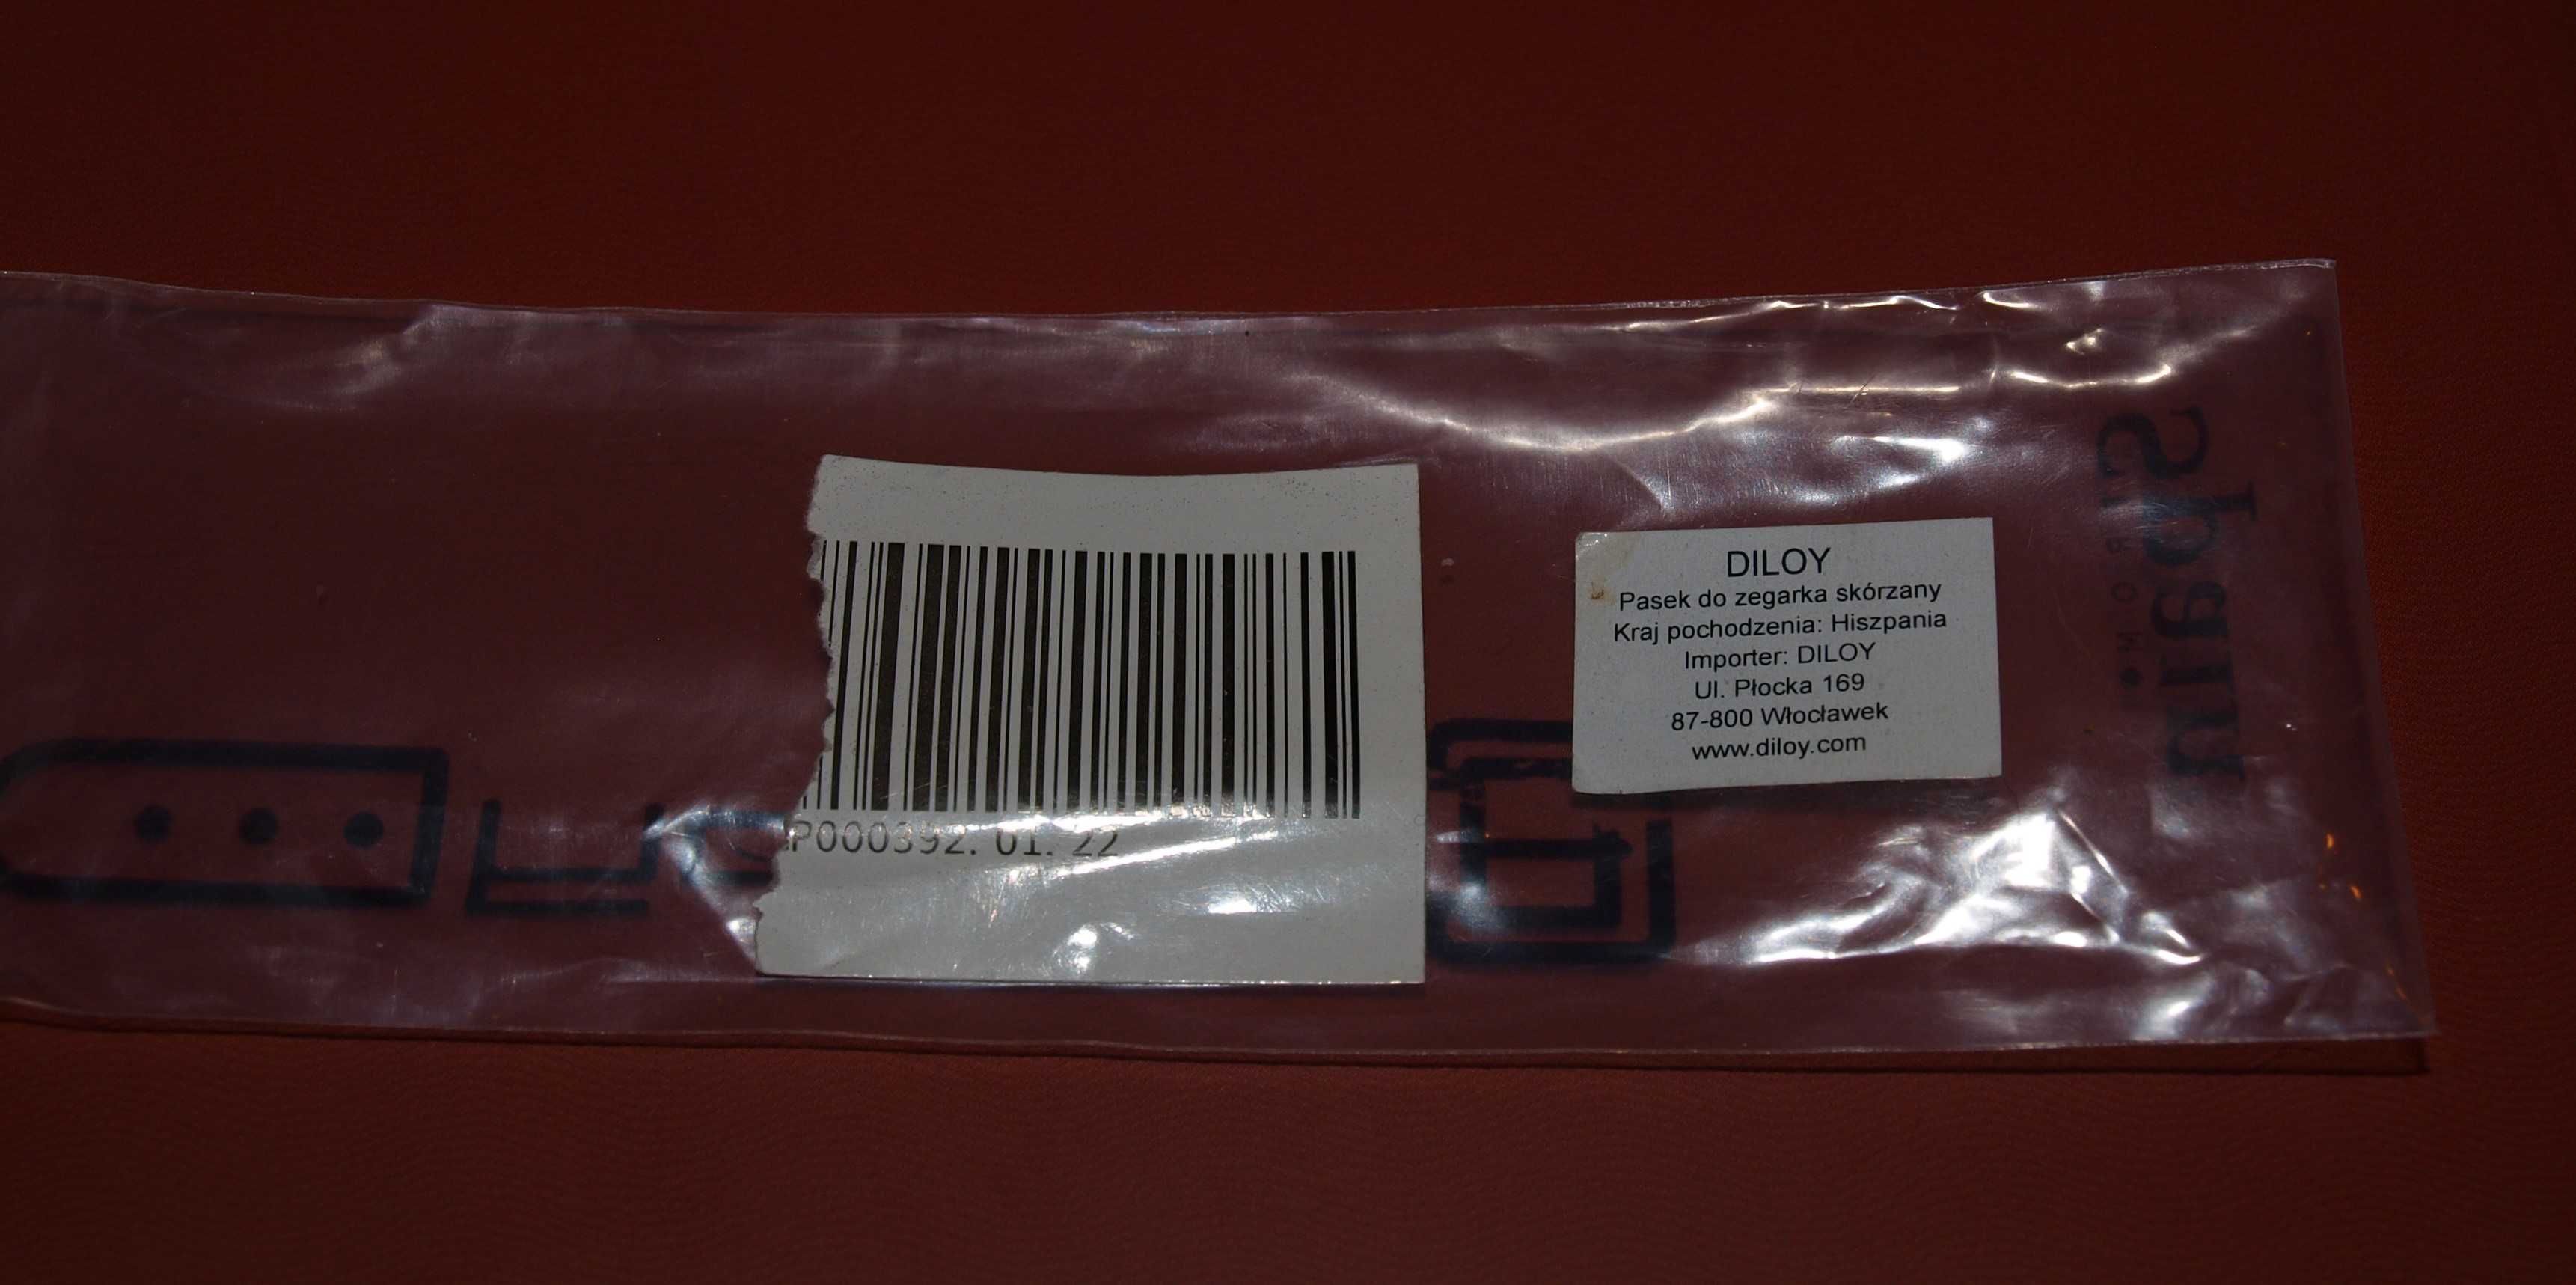 P000392. 01. 22
DILOY
Pasek do zegarka skórzany
Kraj pochodzenia: Hiszpania
Importer: DILOY
Ul. Płocka 169
87-800 Włocławek
www.diloy.com
Spain